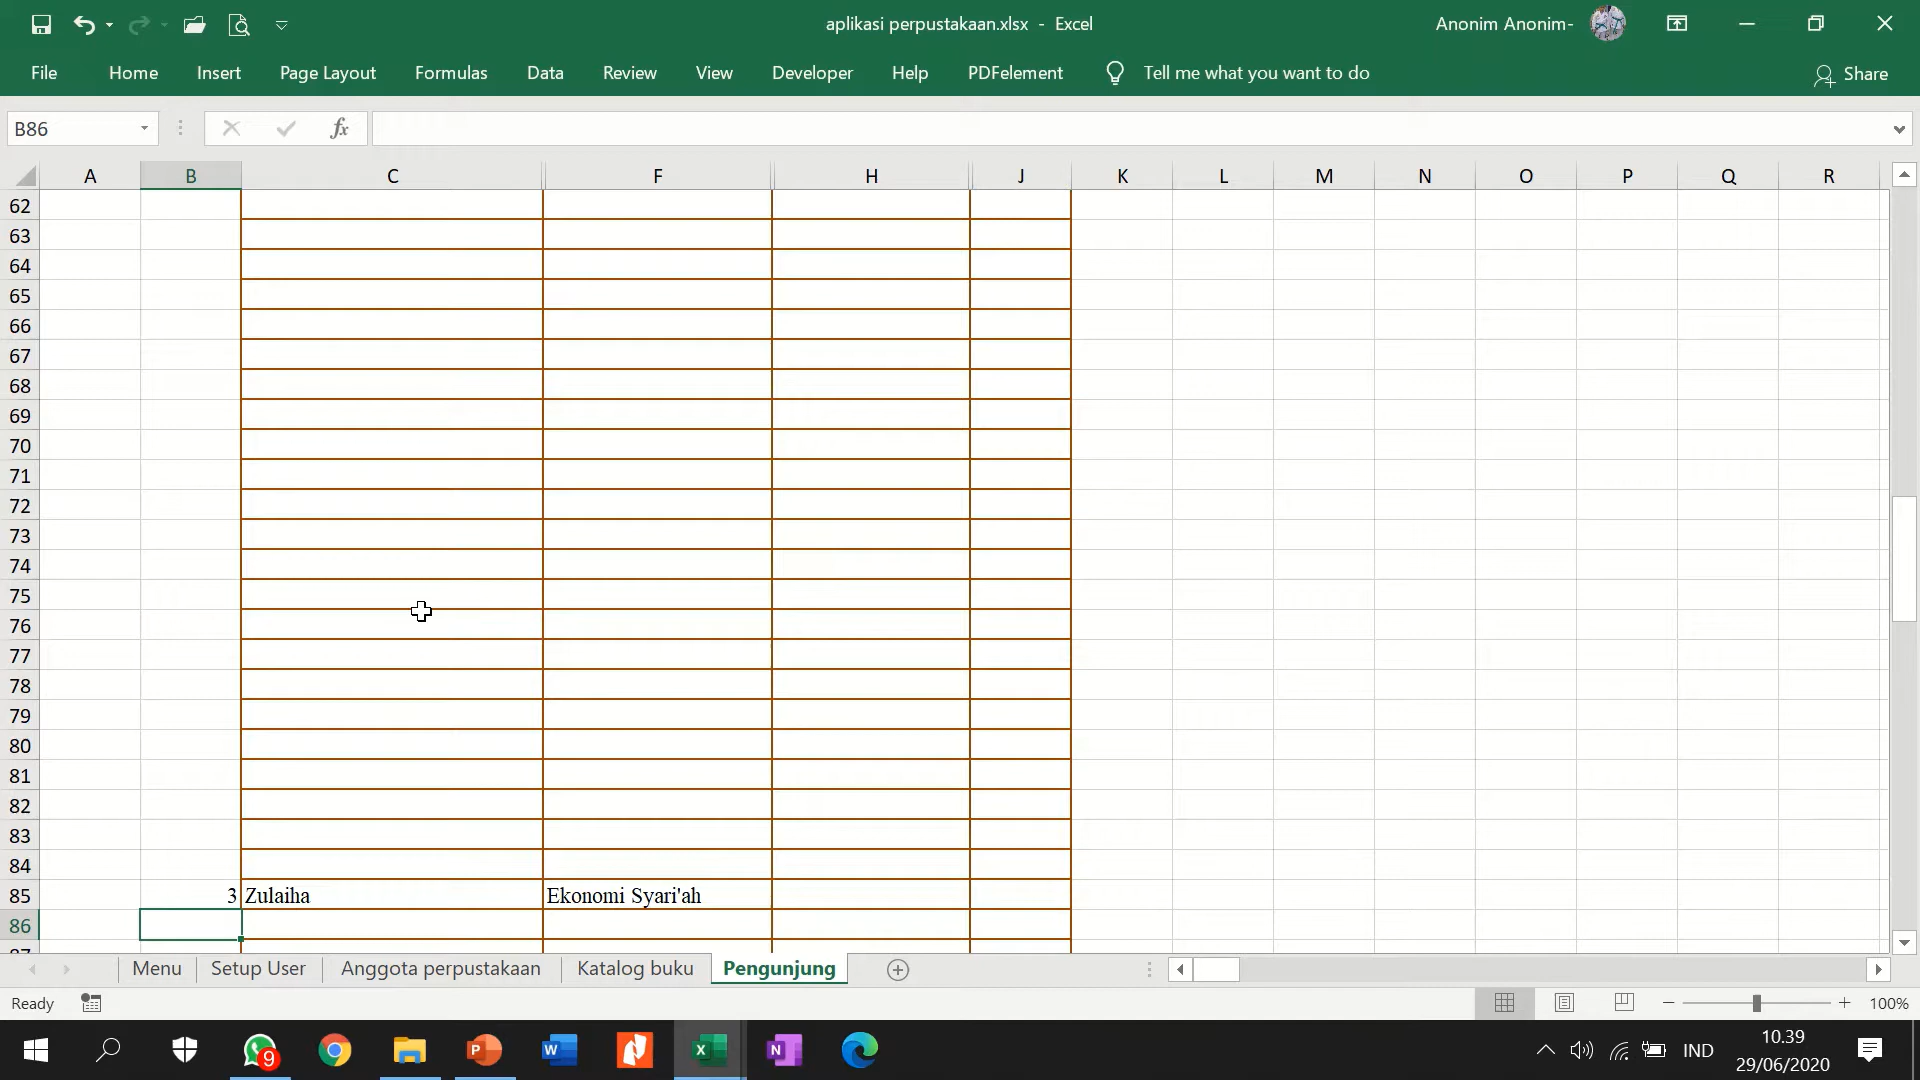 aplikasi perpustakaan.xlsx - Excel
Anonim Anonim-
File Home Insert Page Layout Formulas Data Review View Developer Help PDFelement Tell me what you want to do Share
B86 fx
A B C F H J K L M N O P Q R
62
63
64
65
66
67
68
69
70
71
72
73
74
75
76
77
78
79
80
81
82
83
84
85 3 Zulaiha Ekonomi Syari'ah
86
87
Menu Setup User Anggota perpustakaan Katalog buku Pengunjung
Ready 100%
9 IND 10.39
29/06/2020